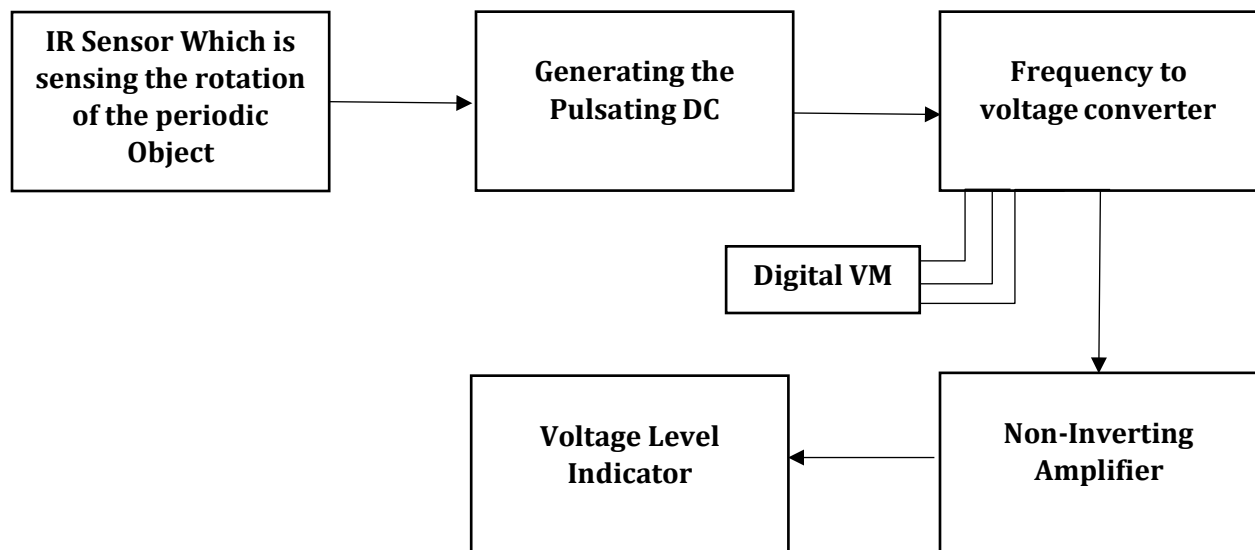 IR Sensor Which is
sensing the rotation
of the periodic
Object
Generating the
Pulsating DC
Frequency to
voltage converter
Digital VM
Voltage Level
Indicator
Non-Inverting
Amplifier